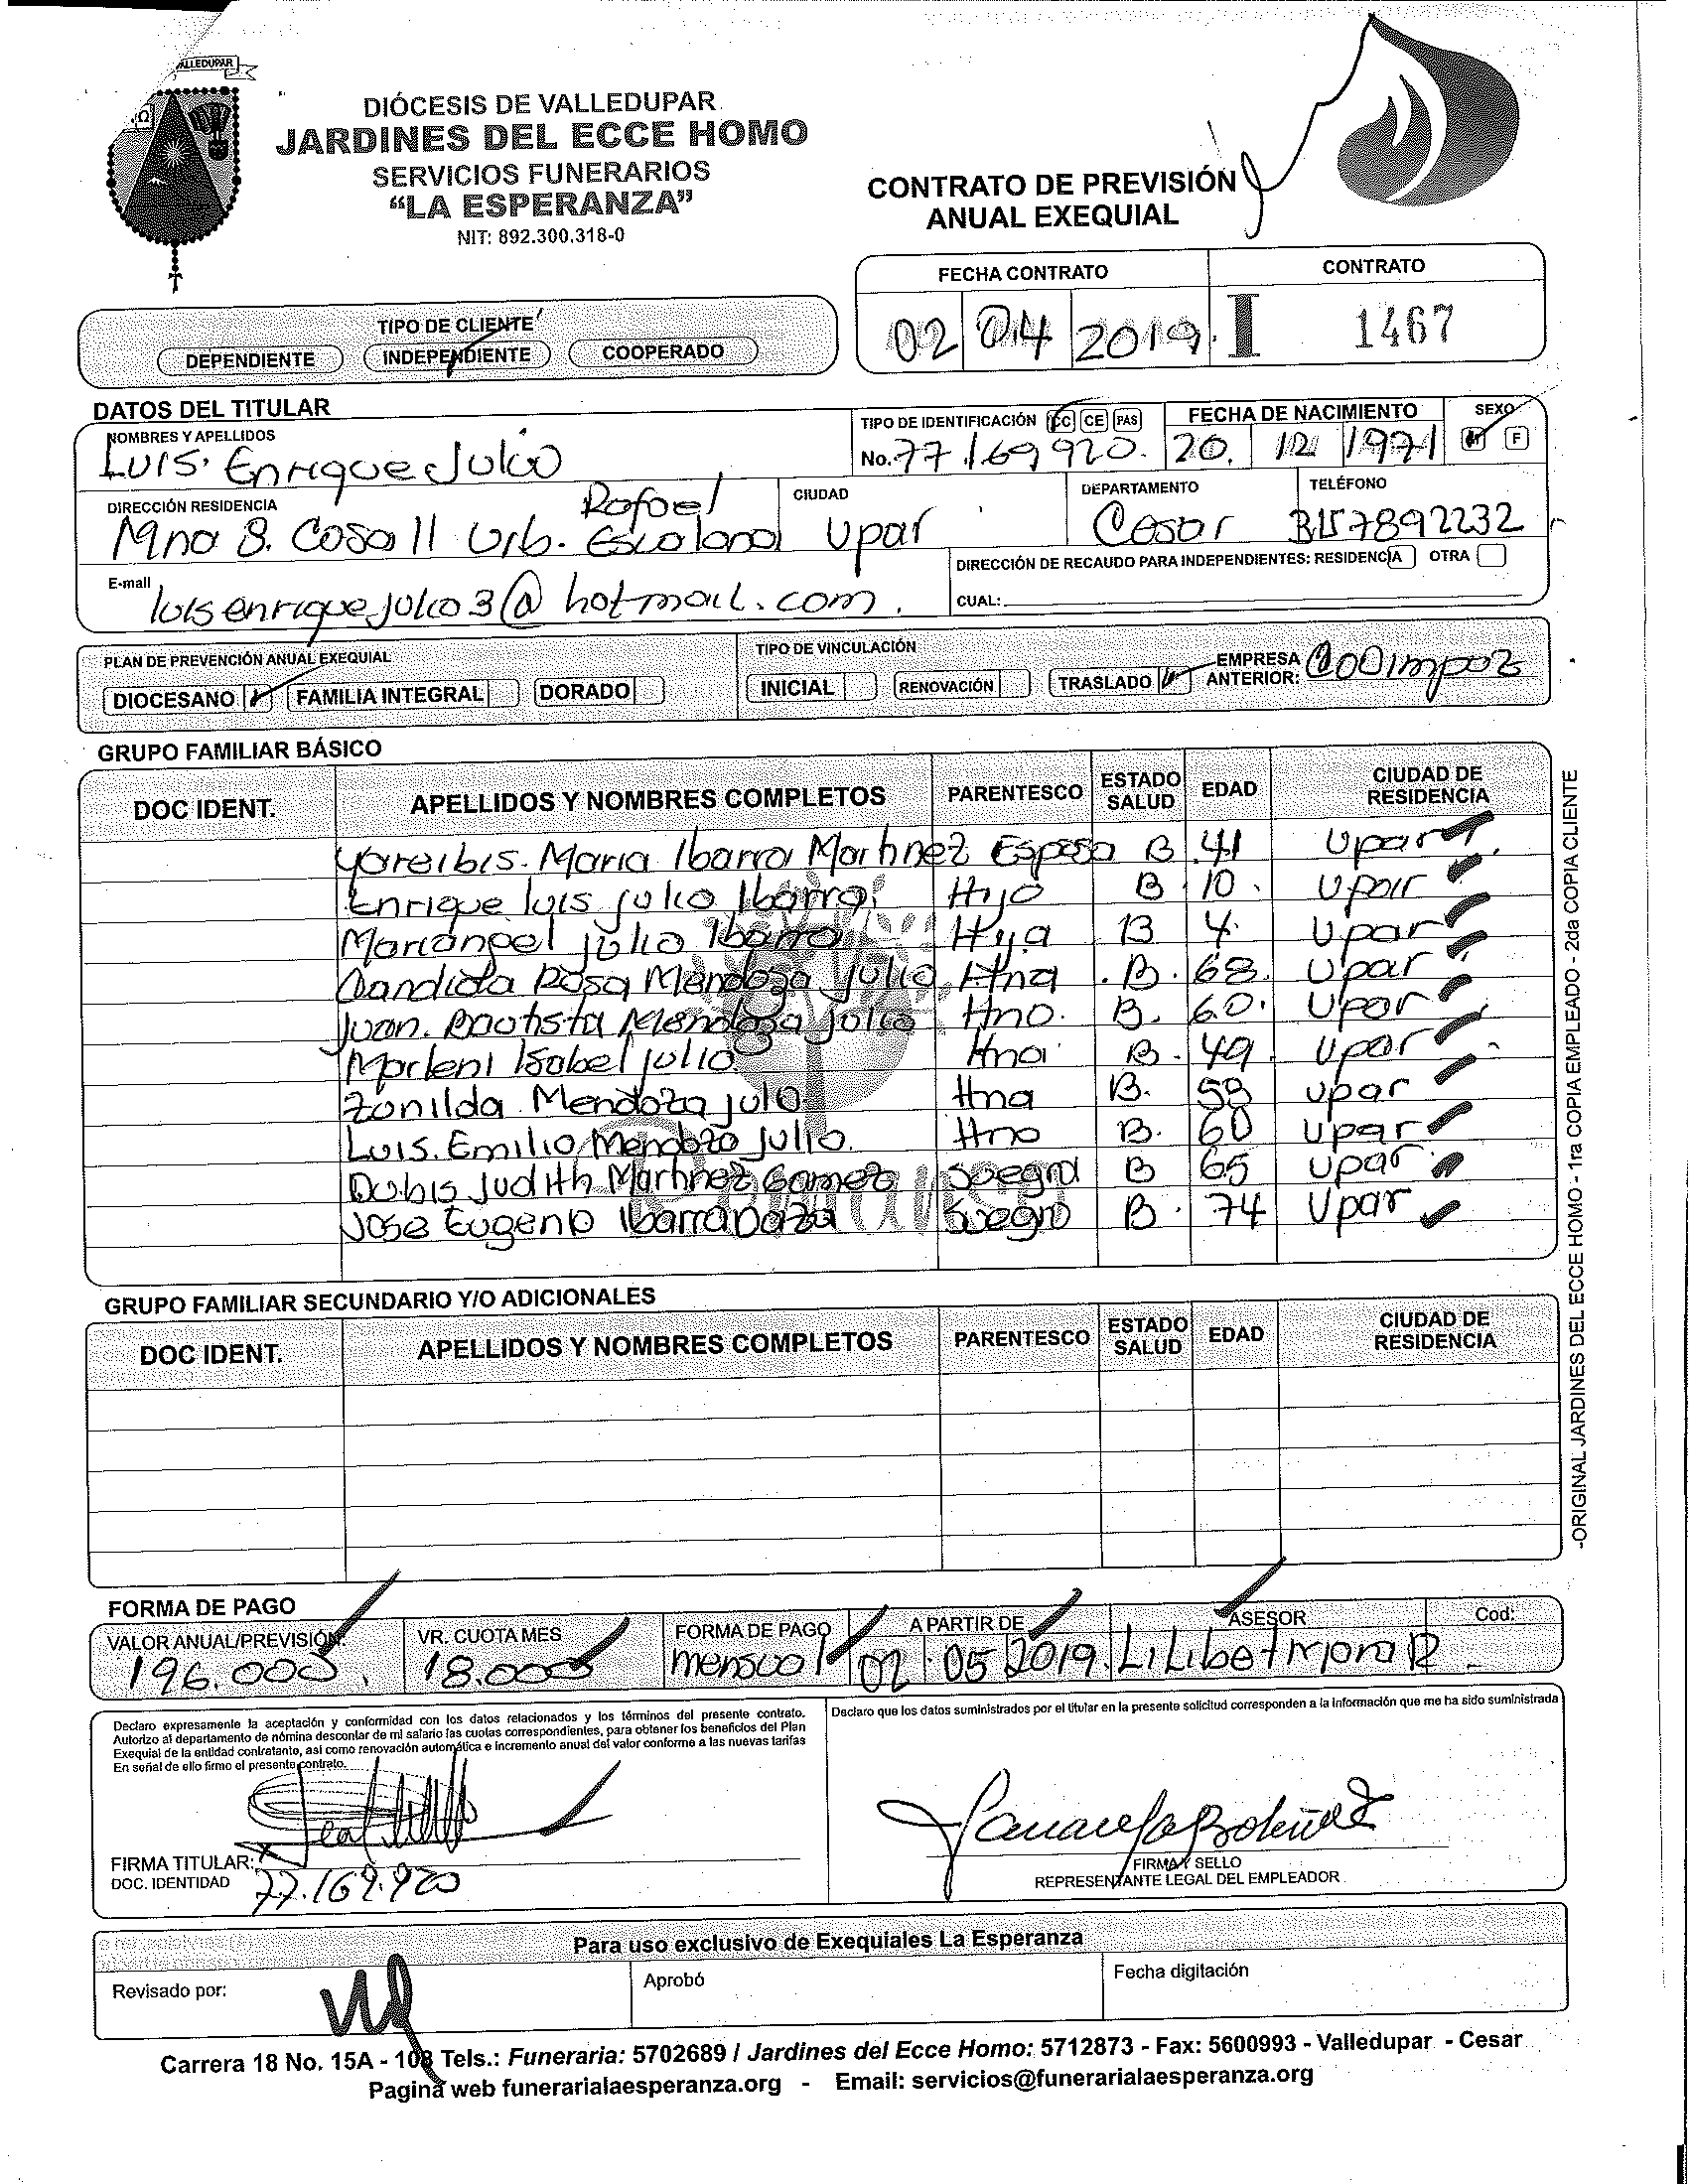 VALLEDUPAR
DIÓCESIS DE VALLEDUPAR
JARDINES DEL ECCE HOMO
SERVICIOS FUNERARIOS
“LA ESPERANZA”
NIT: 892.300.318-0
CONTRATO DE PREVISIÓN
ANUAL EXEQUIAL
FECHA CONTRATO CONTRATO
02 04 2019 I 1467
TIPO DE CLIENTE
DEPENDIENTE INDEPENDIENTE COOPERADO
DATOS DEL TITULAR
NOMBRES Y APELLIDOS TIPO DE IDENTIFICACIÓN CC CE PAS FECHA DE NACIMIENTO SEXO
Luis. Enrique Julio No. 77.169920. 20. 12 1971 M F
DIRECCIÓN RESIDENCIA CIUDAD DEPARTAMENTO TELÉFONO
Rafael
Mna 8. Casa 11 Urb. Escalona Upar Cesar 3157892232
E-mail DIRECCIÓN DE RECAUDO PARA INDEPENDIENTES: RESIDENCIA OTRA
luisenriquejulio3@hotmail.com. CUAL:
PLAN DE PREVENCIÓN ANUAL EXEQUIAL TIPO DE VINCULACIÓN
DIOCESANO FAMILIA INTEGRAL DORADO INICIAL RENOVACIÓN TRASLADO EMPRESA ANTERIOR: Cooimpoz
GRUPO FAMILIAR BÁSICO
DOC IDENT. APELLIDOS Y NOMBRES COMPLETOS PARENTESCO ESTADO SALUD EDAD CIUDAD DE RESIDENCIA
Yareibis. Maria Ibarra Martinez Esposa B 41 Upar
Enrique luis julio Ibarra Hijo B 10. Upar
Mariangel julio Ibarra Hija B 4. Upar
Candida Rosa Mendoza julio Hna B. 68. Upar
Juan. Bautista Mendoza julio Hno. B. 60. Upar
Marleni Isabel julio Hna B. 49 Upar
Zonilda Mendoza julo Hna B. 58 upar
Luis. Emilio Mendoza julio. Hno B. 60 Upar
Dubis Judith Martinez Gamez Suegra B 65 Upar
Jose Eugenio Ibarra Daza Suegro B. 74 Upar
GRUPO FAMILIAR SECUNDARIO Y/O ADICIONALES
DOC IDENT. APELLIDOS Y NOMBRES COMPLETOS PARENTESCO ESTADO SALUD EDAD CIUDAD DE RESIDENCIA
-ORIGINAL JARDINES DEL ECCE HOMO - 1ra COPIA EMPLEADO - 2da COPIA CLIENTE
FORMA DE PAGO
VALOR ANUAL/PREVISIÓN. VR. CUOTA MES FORMA DE PAGO A PARTIR DE ASESOR Cod:
196.000 18.000 mensual 02 05 2019.
Declaro expresamente la aceptación y conformidad con los datos relacionados y los términos del presente contrato.
Autorizo al departamento de nómina descontar de mi salario las cuotas correspondientes, para obtener los beneficios del Plan
Exequial de la entidad contratante, así como renovación automática e incremento anual del valor conforme a las nuevas tarifas
En señal de ello firmo el presente contrato.
Declaro que los datos suministrados por el titular en la presente solicitud corresponden a la información que me ha sido suministrada
FIRMA TITULAR:
DOC. IDENTIDAD 77.169.920
FIRMA Y SELLO
REPRESENTANTE LEGAL DEL EMPLEADOR
Para uso exclusivo de Exequiales La Esperanza
Revisado por: Aprobó Fecha digitación
Carrera 18 No. 15A - 108 Tels.: Funeraria: 5702689 / Jardines del Ecce Homo: 5712873 - Fax: 5600993 - Valledupar - Cesar
Pagina web funerarialaesperanza.org - Email: servicios@funerarialaesperanza.org